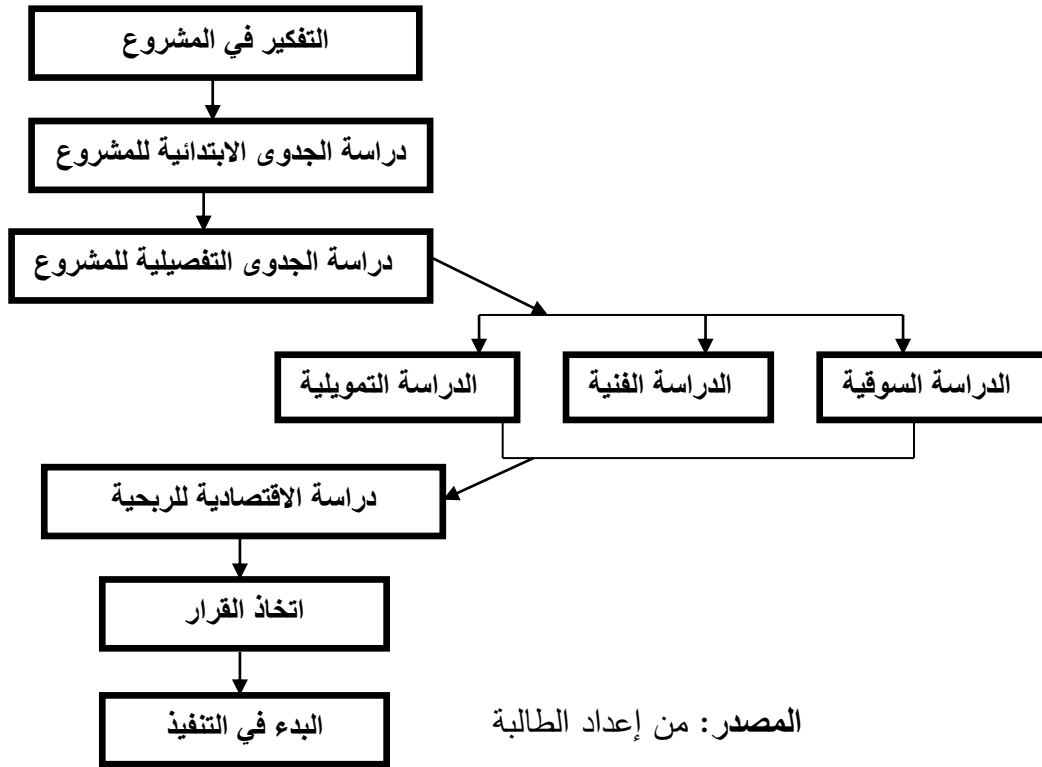 التفكير في المشروع
دراسة الجدوى الابتدائية للمشروع
دراسة الجدوى التفصيلية للمشروع
الدراسة السوقية
الدراسة الفنية
الدراسة التمويلية
دراسة الاقتصادية للربحية
اتخاذ القرار
البدء في التنفيذ
المصدر: من إعداد الطالبة